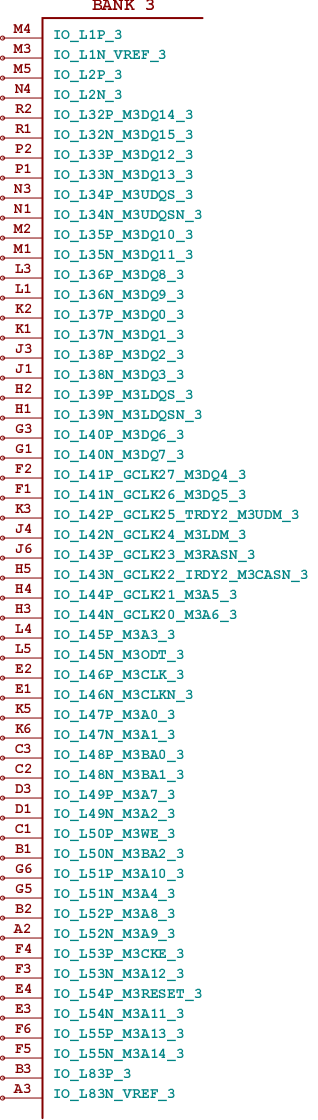 BANK 3
M4 IO_L1P_3
M3 IO_L1N_VREF_3
M5 IO_L2P_3
N4 IO_L2N_3
R2 IO_L32P_M3DQ14_3
R1 IO_L32N_M3DQ15_3
P2 IO_L33P_M3DQ12_3
P1 IO_L33N_M3DQ13_3
N3 IO_L34P_M3UDQS_3
N1 IO_L34N_M3UDQSN_3
M2 IO_L35P_M3DQ10_3
M1 IO_L35N_M3DQ11_3
L3 IO_L36P_M3DQ8_3
L1 IO_L36N_M3DQ9_3
K2 IO_L37P_M3DQ0_3
K1 IO_L37N_M3DQ1_3
J3 IO_L38P_M3DQ2_3
J1 IO_L38N_M3DQ3_3
H2 IO_L39P_M3LDQS_3
H1 IO_L39N_M3LDQSN_3
G3 IO_L40P_M3DQ6_3
G1 IO_L40N_M3DQ7_3
F2 IO_L41P_GCLK27_M3DQ4_3
F1 IO_L41N_GCLK26_M3DQ5_3
K3 IO_L42P_GCLK25_TRDY2_M3UDM_3
J4 IO_L42N_GCLK24_M3LDM_3
J6 IO_L43P_GCLK23_M3RASN_3
H5 IO_L43N_GCLK22_IRDY2_M3CASN_3
H4 IO_L44P_GCLK21_M3A5_3
H3 IO_L44N_GCLK20_M3A6_3
L4 IO_L45P_M3A3_3
L5 IO_L45N_M3ODT_3
E2 IO_L46P_M3CLK_3
E1 IO_L46N_M3CLKN_3
K5 IO_L47P_M3A0_3
K6 IO_L47N_M3A1_3
C3 IO_L48P_M3BA0_3
C2 IO_L48N_M3BA1_3
D3 IO_L49P_M3A7_3
D1 IO_L49N_M3A2_3
C1 IO_L50P_M3WE_3
B1 IO_L50N_M3BA2_3
G6 IO_L51P_M3A10_3
G5 IO_L51N_M3A4_3
B2 IO_L52P_M3A8_3
A2 IO_L52N_M3A9_3
F4 IO_L53P_M3CKE_3
F3 IO_L53N_M3A12_3
E4 IO_L54P_M3RESET_3
E3 IO_L54N_M3A11_3
F6 IO_L55P_M3A13_3
F5 IO_L55N_M3A14_3
B3 IO_L83P_3
A3 IO_L83N_VREF_3